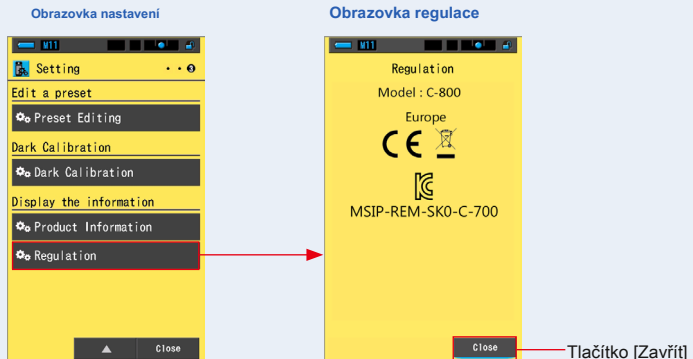 Obrazovka nastavení
M11
Setting
3
Edit a preset
Preset Editing
Dark Calibration
Dark Calibration
Display the information
Product Information
Regulation
Close
Obrazovka regulace
M11
Regulation
Model : C-800
Europe
CE
MSIP-REM-SK0-C-700
Close
Tlačítko [Zavřít]